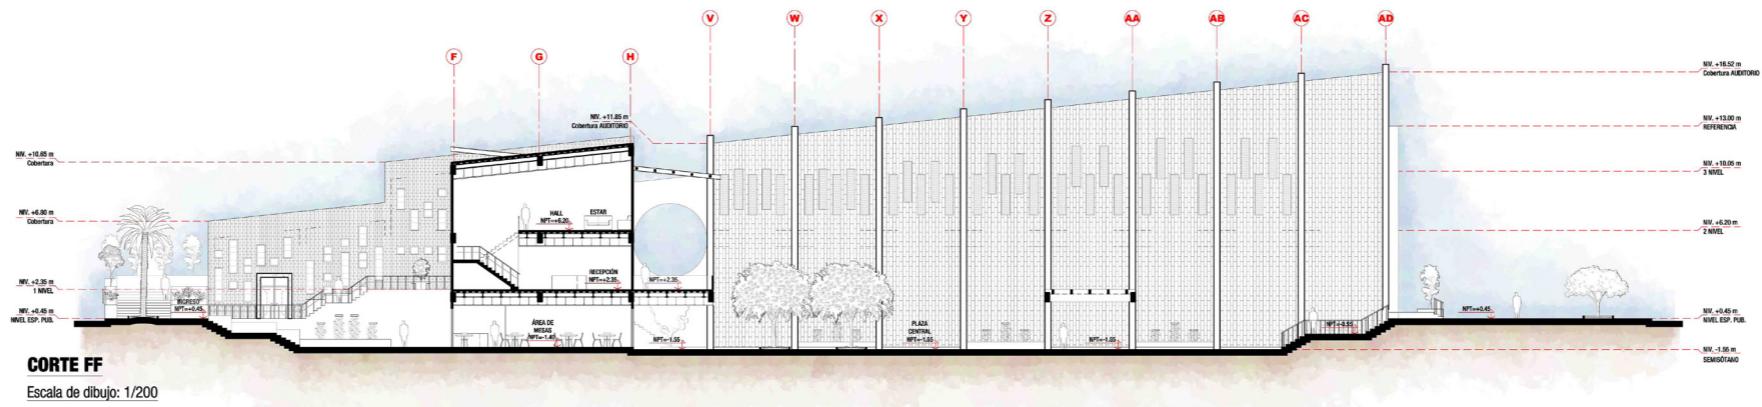 V W X Y Z AA AB AC AD
F G H
NIV. +16.52 m
Cobertura AUDITORIO
NIV. +11.85 m
Cobertura AUDITORIO
NIV. +13.00 m
REFERENCIA
NIV. +10.65 m
Cobertura
NIV. +10.05 m
3 NIVEL
NIV. +6.80 m
Cobertura
HALL
NPT=+6.20
ESTAR
NIV. +6.20 m
2 NIVEL
NIV. +2.35 m
1 NIVEL
RECEPCIÓN
NPT=+2.35
NPT=+2.35
INGRESO
NPT=+0.45
NIV. +0.45 m
NIVEL ESP. PUB.
ÁREA DE
MESAS
NPT=-1.40
NPT=-1.55
PLAZA
CENTRAL
NPT=-1.55
NPT=-1.55
NPT=+0.45
NIV. +0.45 m
NIVEL ESP. PUB.
NIV. -1.55 m
SEMISÓTANO
CORTE FF
Escala de dibujo: 1/200